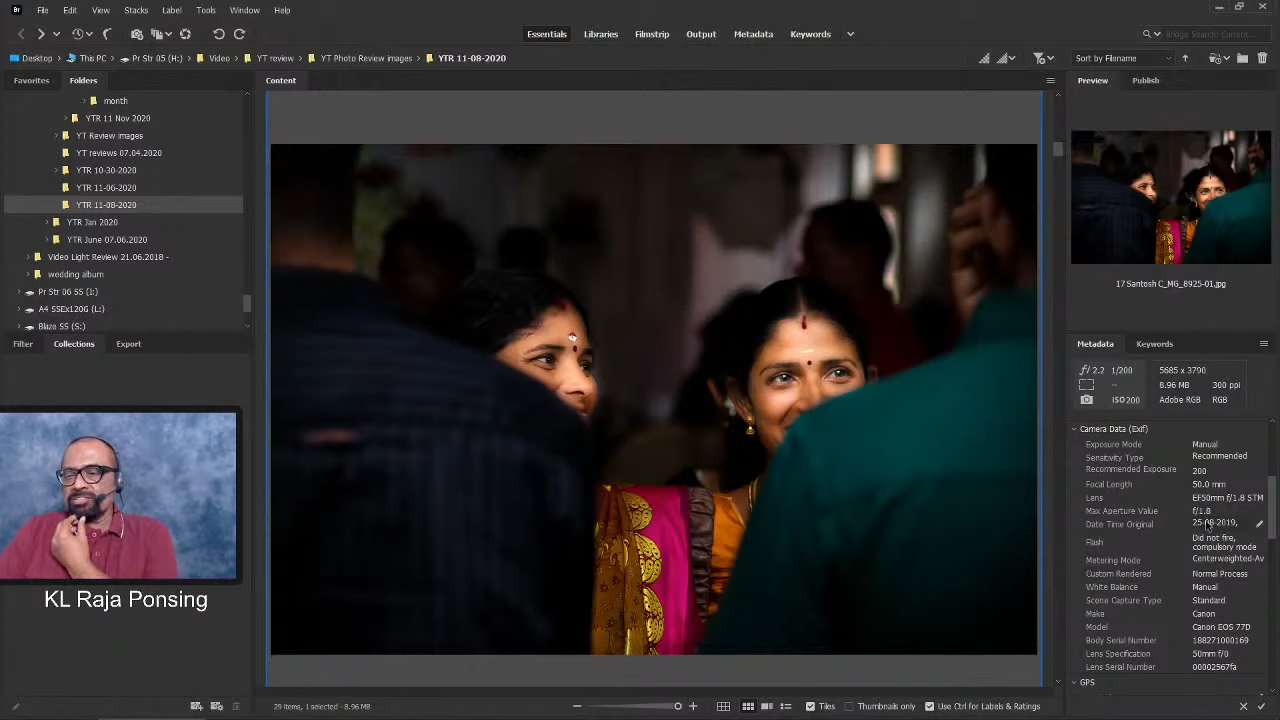 Br File Edit View Stacks Label Tools Window Help
Essentials Libraries Filmstrip Output Metadata Keywords
Bridge Search: Current...
Desktop > This PC > Pr Str 05 (H:) > Video > YT review > YT Photo Review images > YTR 11-08-2020
Sort by Filename
Favorites Folders
Content
Preview Publish
month
YTR 11 Nov 2020
YT Review images
YT reviews 07.04.2020
YTR 10-30-2020
YTR 11-06-2020
YTR 11-08-2020
YTR Jan 2020
YTR June 07.06.2020
Video Light Review 21.06.2018 -
wedding album
Pr Str 06 SS (I:)
A4 SSEx120G (L:)
Blaze SS (S:)
Filter Collections Export
KL Raja Ponsing
17 Santosh C_MG_8925-01.jpg
Metadata Keywords
f/ 2.2 1/200 5685 x 3790
-- 8.96 MB 300 ppi
ISO200 Adobe RGB RGB
Camera Data (Exif)
Exposure Mode Manual
Sensitivity Type Recommended
Recommended Exposure 200
Focal Length 50.0 mm
Lens EF50mm f/1.8 STM
Max Aperture Value f/1.8
Date Time Original 25-08-2019,
Flash Did not fire, compulsory mode
Metering Mode Centerweighted-Av
Custom Rendered Normal Process
White Balance Manual
Scene Capture Type Standard
Make Canon
Model Canon EOS 77D
Body Serial Number 188271000169
Lens Specification 50mm f/0
Lens Serial Number 00002567fa
GPS
29 items, 1 selected - 8.96 MB
Tiles Thumbnails only Use Ctrl for Labels & Ratings